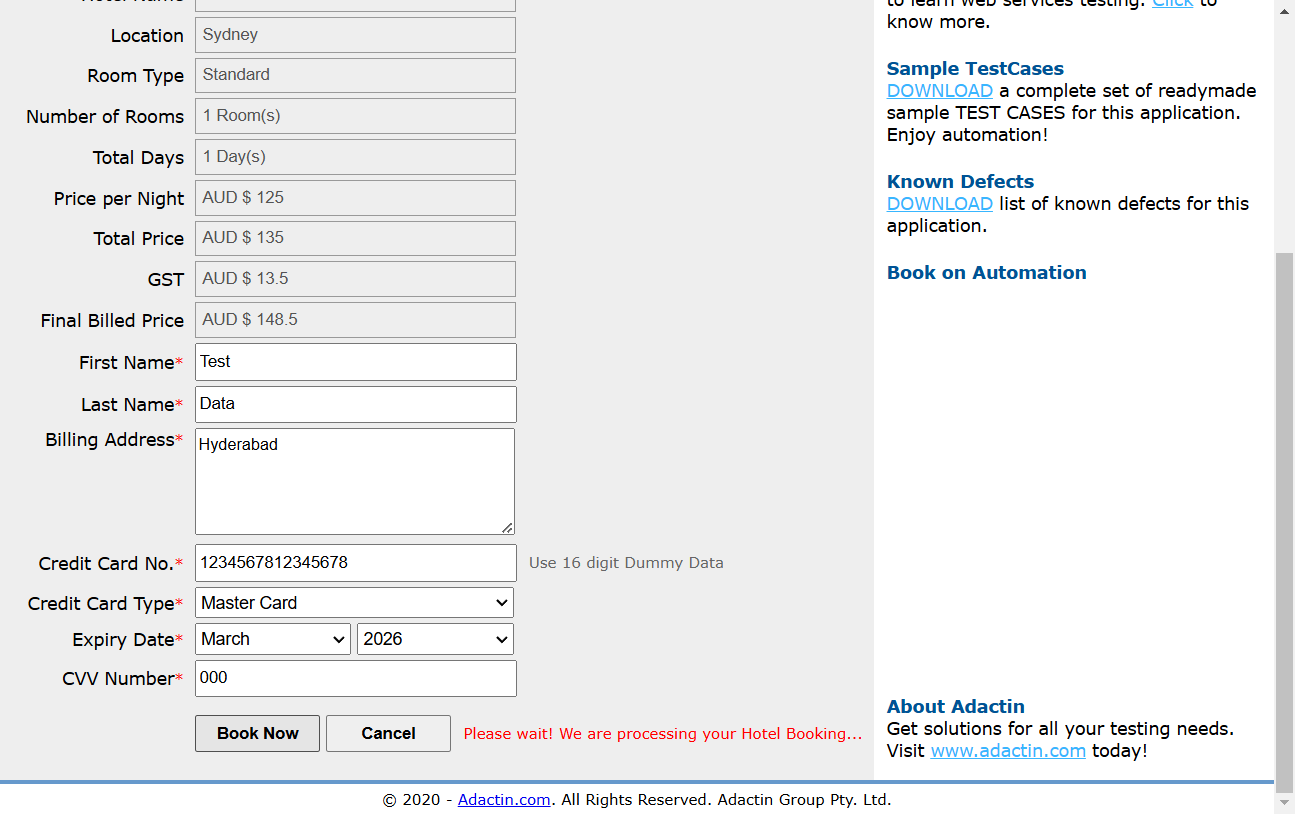 Hotel Name
Location Sydney
Room Type Standard
Number of Rooms 1 Room(s)
Total Days 1 Day(s)
Price per Night AUD $ 125
Total Price AUD $ 135
GST AUD $ 13.5
Final Billed Price AUD $ 148.5
First Name* Test
Last Name* Data
Billing Address* Hyderabad
Credit Card No.* 1234567812345678 Use 16 digit Dummy Data
Credit Card Type* Master Card
Expiry Date* March 2026
CVV Number* 000
Book Now Cancel Please wait! We are processing your Hotel Booking...
to learn web services testing. Click to
know more.
Sample TestCases
DOWNLOAD a complete set of readymade
sample TEST CASES for this application.
Enjoy automation!
Known Defects
DOWNLOAD list of known defects for this
application.
Book on Automation
About Adactin
Get solutions for all your testing needs.
Visit www.adactin.com today!
© 2020 - Adactin.com. All Rights Reserved. Adactin Group Pty. Ltd.